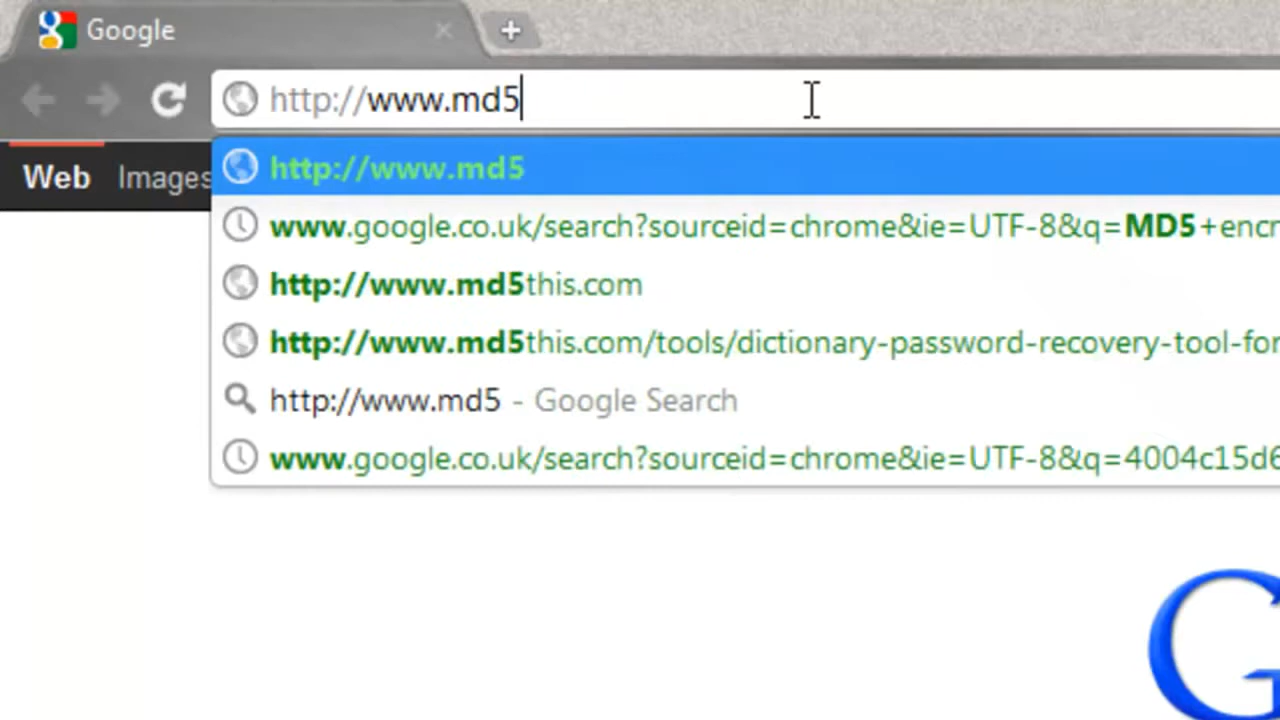 Google
http://www.md5
Web Images
http://www.md5
www.google.co.uk/search?sourceid=chrome&ie=UTF-8&q=MD5+encr
http://www.md5this.com
http://www.md5this.com/tools/dictionary-password-recovery-tool-for
http://www.md5 - Google Search
www.google.co.uk/search?sourceid=chrome&ie=UTF-8&q=4004c15d6
G